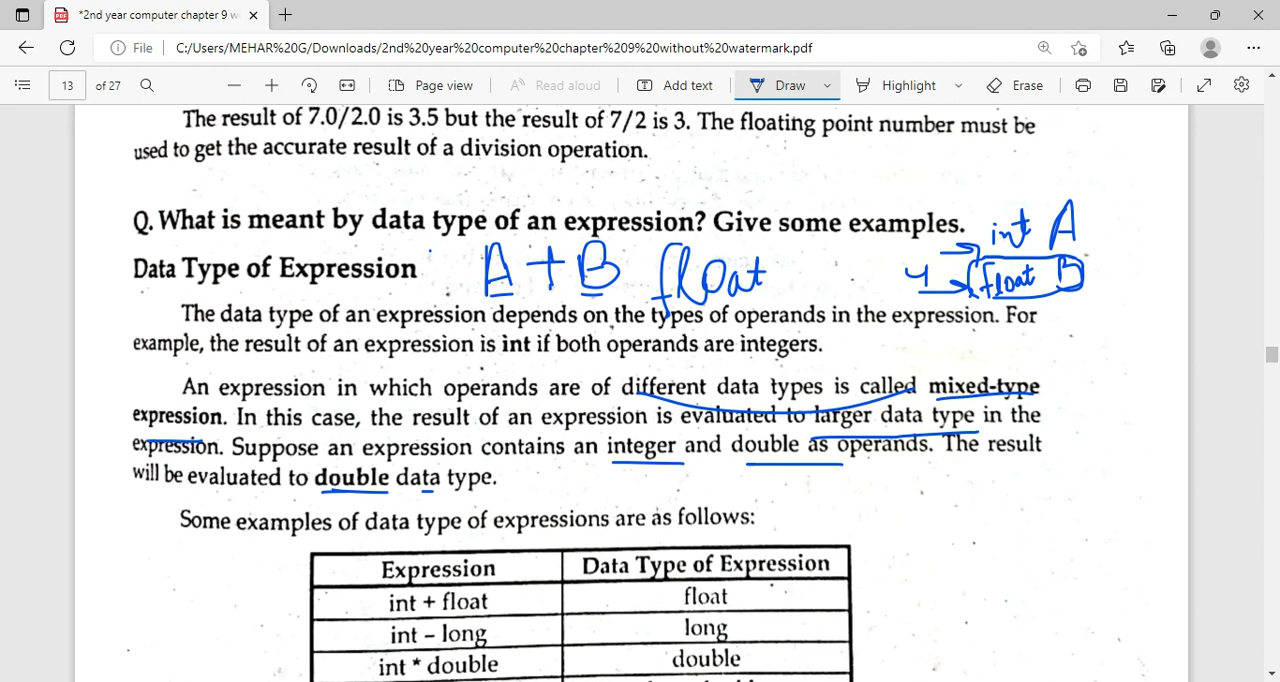 *2nd year computer chapter 9 w
File C:/Users/MEHAR%20G/Downloads/2nd%20year%20computer%20chapter%209%20without%20watermark.pdf
13 of 27 Page view Read aloud Add text Draw Highlight Erase
The result of 7.0/2.0 is 3.5 but the result of 7/2 is 3. The floating point number must be
used to get the accurate result of a division operation.
Q. What is meant by data type of an expression? Give some examples.
int A
Data Type of Expression
A + B float
4 float B
The data type of an expression depends on the types of operands in the expression. For
example, the result of an expression is int if both operands are integers.
An expression in which operands are of different data types is called mixed-type
expression. In this case, the result of an expression is evaluated to larger data type in the
expression. Suppose an expression contains an integer and double as operands. The result
will be evaluated to double data type.
Some examples of data type of expressions are as follows:
Expression Data Type of Expression
int + float float
int – long long
int * double double